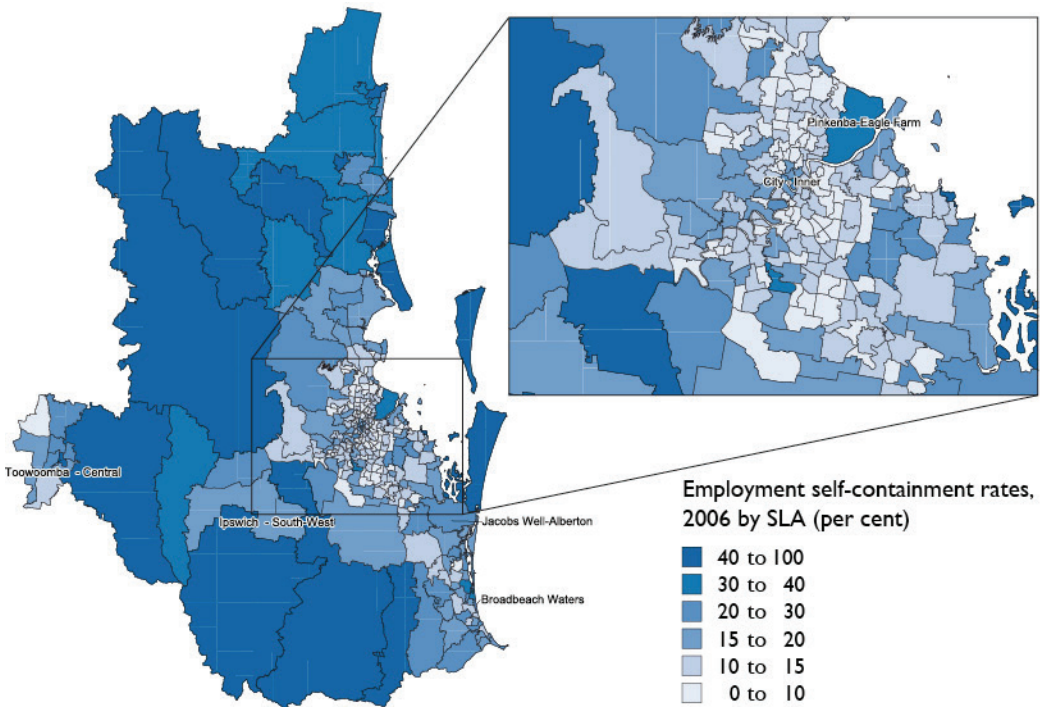 Pinkenba-Eagle Farm
City - Inner
Toowoomba - Central
Ipswich - South-West
Jacobs Well-Alberton
Broadbeach Waters
Employment self-containment rates,
2006 by SLA (per cent)
40 to 100
30 to 40
20 to 30
15 to 20
10 to 15
0 to 10